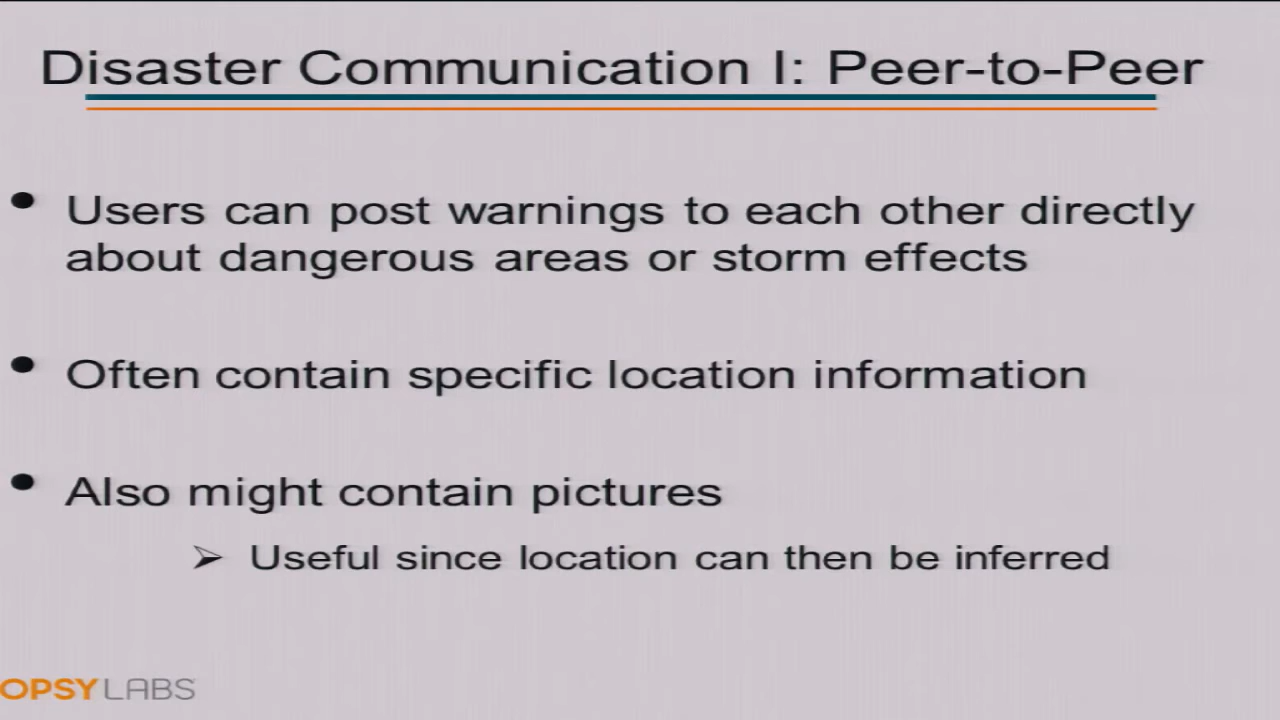 Disaster Communication I: Peer-to-Peer
• Users can post warnings to each other directly
about dangerous areas or storm effects
• Often contain specific location information
• Also might contain pictures
➢ Useful since location can then be inferred
OPSY LABS